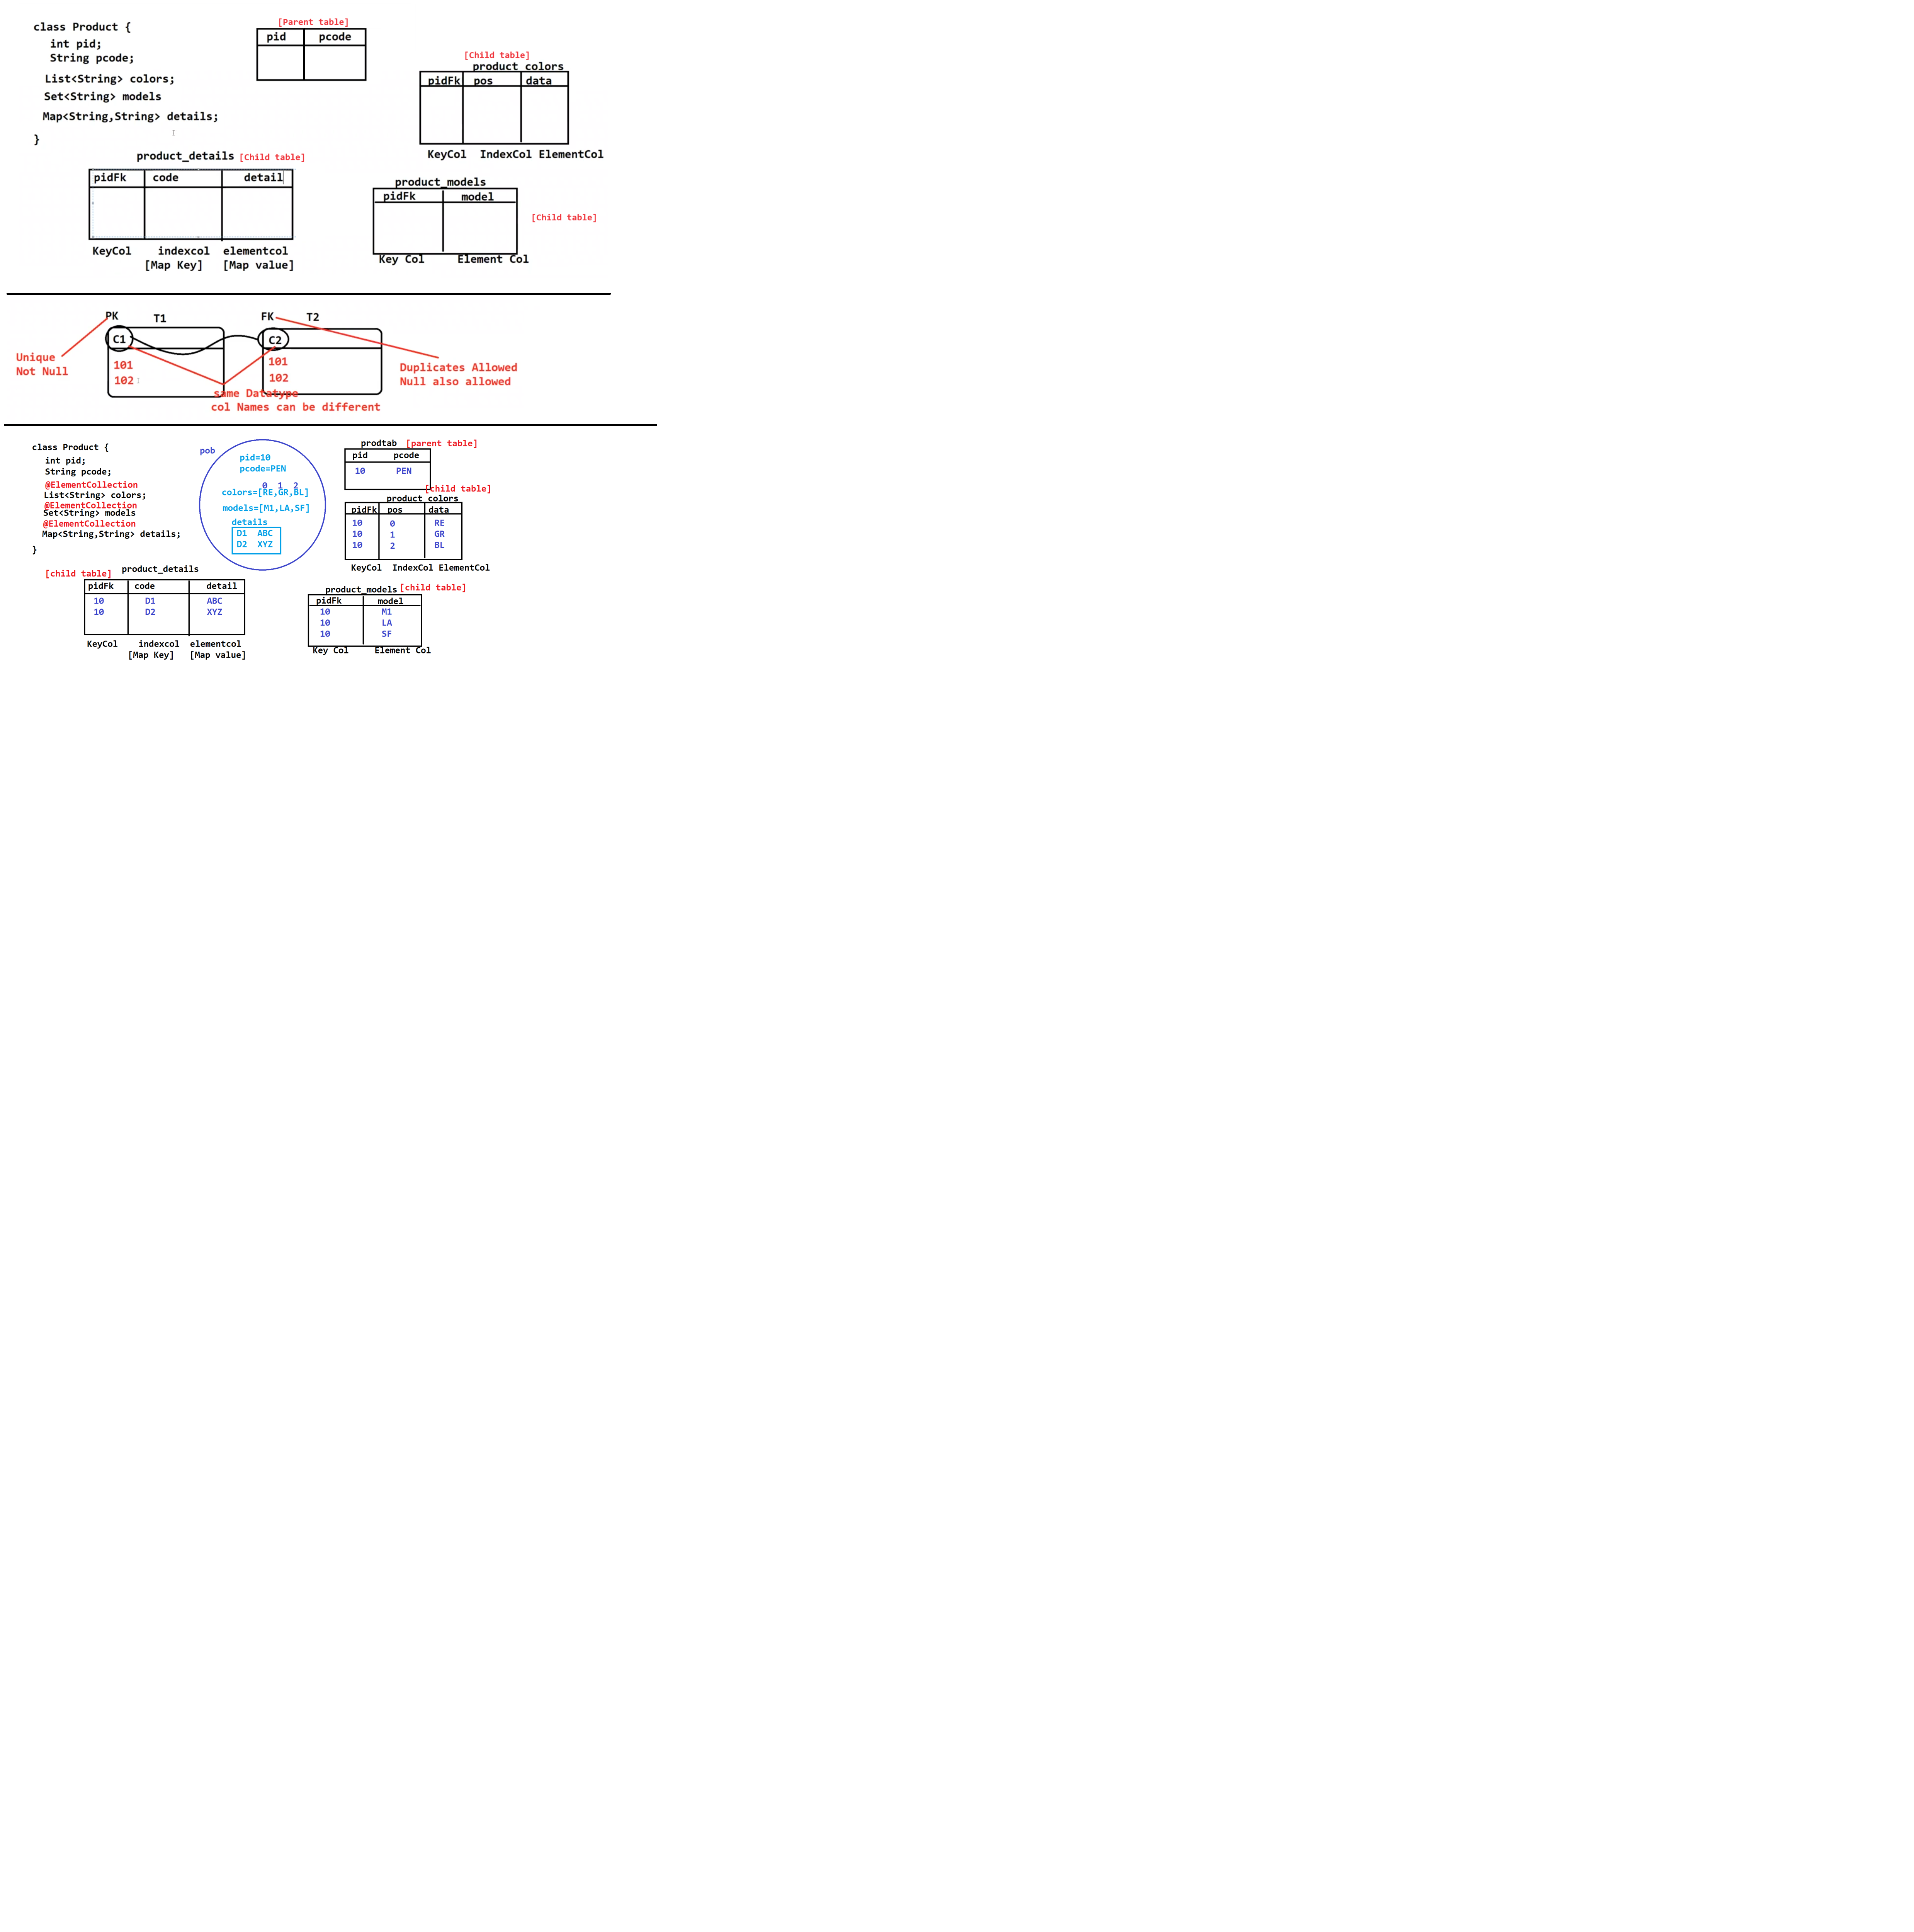 class Product {
int pid;
String pcode;
List<String> colors;
Set<String> models
Map<String,String> details;
}
[Parent table]
pid pcode
[Child table]
product_colors
pidFk pos data
KeyCol IndexCol ElementCol
product_details [Child table]
pidFk code detail
KeyCol indexcol elementcol
[Map Key] [Map value]
product_models
pidFk model
[Child table]
Key Col Element Col
PK T1 FK T2
C1 C2
Unique
Not Null
101
102
101
102
Duplicates Allowed
Null also allowed
same Datatype
col Names can be different
class Product {
int pid;
String pcode;
@ElementCollection
List<String> colors;
@ElementCollection
Set<String> models
@ElementCollection
Map<String,String> details;
}
pob
pid=10
pcode=PEN
0 1 2
colors=[RE,GR,BL]
models=[M1,LA,SF]
details
D1 ABC
D2 XYZ
prodtab [parent table]
pid pcode
10 PEN
[child table]
product_colors
pidFk pos data
10 0 RE
10 1 GR
10 2 BL
KeyCol IndexCol ElementCol
[child table] product_details
pidFk code detail
10 D1 ABC
10 D2 XYZ
KeyCol indexcol elementcol
[Map Key] [Map value]
product_models [child table]
pidFk model
10 M1
10 LA
10 SF
Key Col Element Col